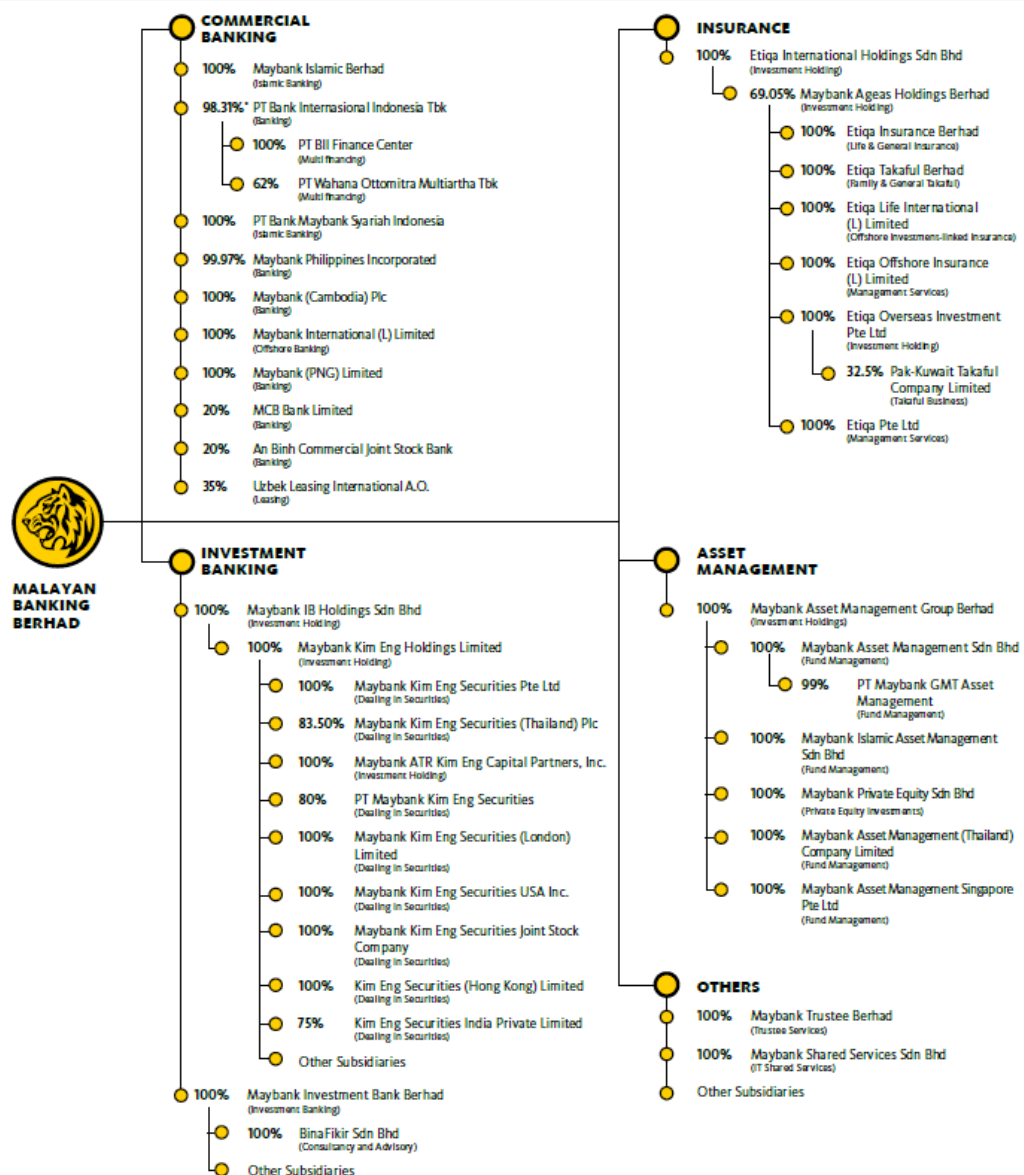 MALAYAN
BANKING
BERHAD
COMMERCIAL
BANKING
100% Maybank Islamic Berhad
(Islamic Banking)
98.31%* PT Bank Internasional Indonesia Tbk
(Banking)
100% PT BII Finance Center
(Multi financing)
62% PT Wahana Ottomitra Multiartha Tbk
(Multi financing)
100% PT Bank Maybank Syariah Indonesia
(Islamic Banking)
99.97% Maybank Philippines Incorporated
(Banking)
100% Maybank (Cambodia) Plc
(Banking)
100% Maybank International (L) Limited
(Offshore Banking)
100% Maybank (PNG) Limited
(Banking)
20% MCB Bank Limited
(Banking)
20% An Binh Commercial Joint Stock Bank
(Banking)
35% Uzbek Leasing International A.O.
(Leasing)
INVESTMENT
BANKING
100% Maybank IB Holdings Sdn Bhd
(Investment Holding)
100% Maybank Kim Eng Holdings Limited
(Investment Holding)
100% Maybank Kim Eng Securities Pte Ltd
(Dealing in Securities)
83.50% Maybank Kim Eng Securities (Thailand) Plc
(Dealing in Securities)
100% Maybank ATR Kim Eng Capital Partners, Inc.
(Investment Holding)
80% PT Maybank Kim Eng Securities
(Dealing in Securities)
100% Maybank Kim Eng Securities (London)
Limited
(Dealing in Securities)
100% Maybank Kim Eng Securities USA Inc.
(Dealing in Securities)
100% Maybank Kim Eng Securities Joint Stock
Company
(Dealing in Securities)
100% Kim Eng Securities (Hong Kong) Limited
(Dealing in Securities)
75% Kim Eng Securities India Private Limited
(Dealing in Securities)
Other Subsidiaries
100% Maybank Investment Bank Berhad
(Investment Banking)
100% BinaFikir Sdn Bhd
(Consultancy and Advisory)
Other Subsidiaries
INSURANCE
100% Etiqa International Holdings Sdn Bhd
(Investment Holding)
69.05% Maybank Ageas Holdings Berhad
(Investment Holding)
100% Etiqa Insurance Berhad
(Life & General Insurance)
100% Etiqa Takaful Berhad
(Family & General Takaful)
100% Etiqa Life International
(L) Limited
(Offshore Investment-linked Insurance)
100% Etiqa Offshore Insurance
(L) Limited
(Management Services)
100% Etiqa Overseas Investment
Pte Ltd
(Investment Holding)
32.5% Pak-Kuwait Takaful
Company Limited
(Takaful Business)
100% Etiqa Pte Ltd
(Management Services)
ASSET
MANAGEMENT
100% Maybank Asset Management Group Berhad
(Investment Holdings)
100% Maybank Asset Management Sdn Bhd
(Fund Management)
99% PT Maybank GMT Asset
Management
(Fund Management)
100% Maybank Islamic Asset Management
Sdn Bhd
(Fund Management)
100% Maybank Private Equity Sdn Bhd
(Private Equity Investments)
100% Maybank Asset Management (Thailand)
Company Limited
(Fund Management)
100% Maybank Asset Management Singapore
Pte Ltd
(Fund Management)
OTHERS
100% Maybank Trustee Berhad
(Trustee Services)
100% Maybank Shared Services Sdn Bhd
(IT Shared Services)
Other Subsidiaries